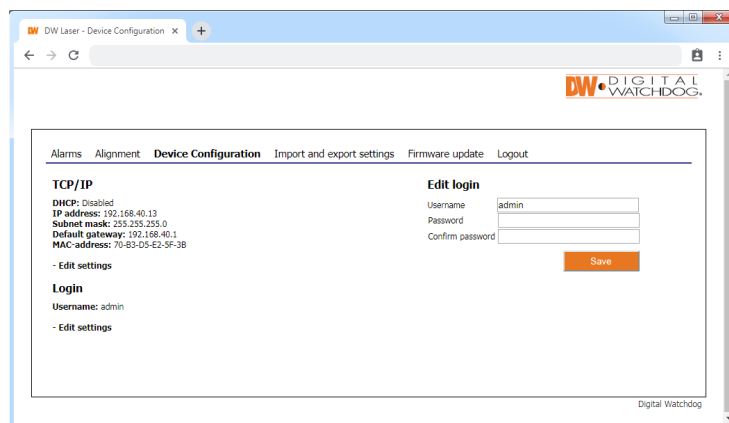 DW DW Laser - Device Configuration
DW DIGITAL
WATCHDOG.
Alarms Alignment Device Configuration Import and export settings Firmware update Logout
TCP/IP
DHCP: Disabled
IP address: 192.168.40.13
Subnet mask: 255.255.255.0
Default gateway: 192.168.40.1
MAC-address: 70-B3-D5-E2-5F-3B
- Edit settings
Login
Username: admin
- Edit settings
Edit login
Username admin
Password
Confirm password
Save
Digital Watchdog